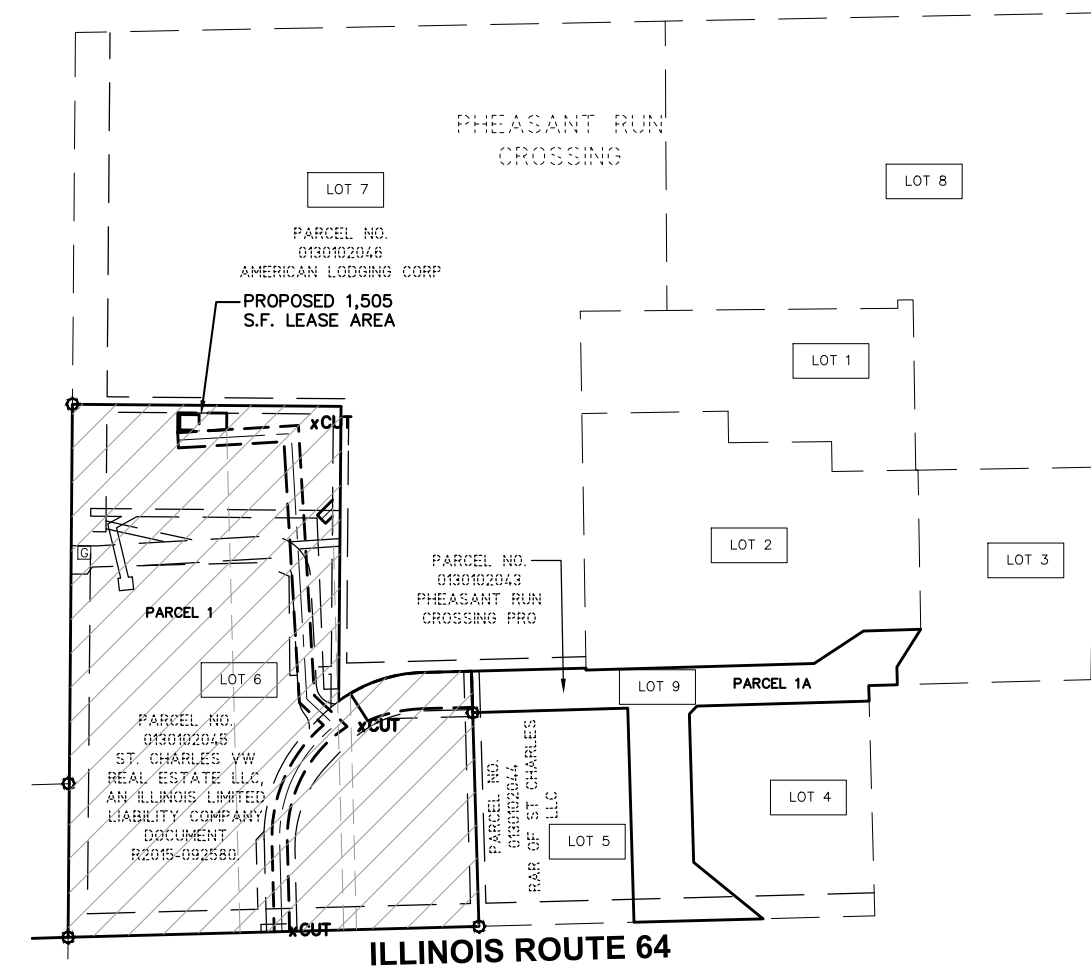 PHEASANT RUN
CROSSING
LOT 7
LOT 8
PARCEL NO.
0130102046
AMERICAN LODGING CORP
PROPOSED 1,505
S.F. LEASE AREA
LOT 1
xCUT
LOT 2
LOT 3
G
PARCEL NO.
0130102043
PHEASANT RUN
CROSSING PRO
PARCEL 1
LOT 6
LOT 9
PARCEL 1A
PARCEL NO.
0130102045
ST. CHARLES VW
REAL ESTATE LLC,
AN ILLINOIS LIMITED
LIABILITY COMPANY
DOCUMENT
R2015-092580
xCUT
PARCEL NO.
0130102044
RAR OF ST CHARLES
LLC
LOT 4
LOT 5
xCUT
ILLINOIS ROUTE 64